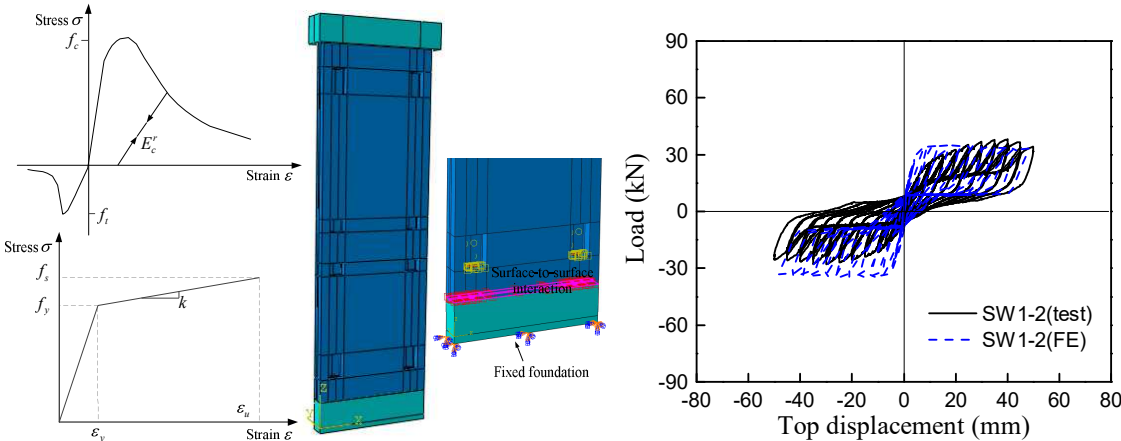 Stress σ
f_c
E_c^r
Strain ε
f_t
Stress σ
f_s
f_y
k
ε_y
ε_u
Strain ε
Z
X
Surface-to-surface
interaction
Fixed foundation
90
60
30
0
-30
-60
-90
Load (kN)
SW1-2(test)
SW1-2(FE)
-80
-60
-40
-20
0
20
40
60
80
Top displacement (mm)